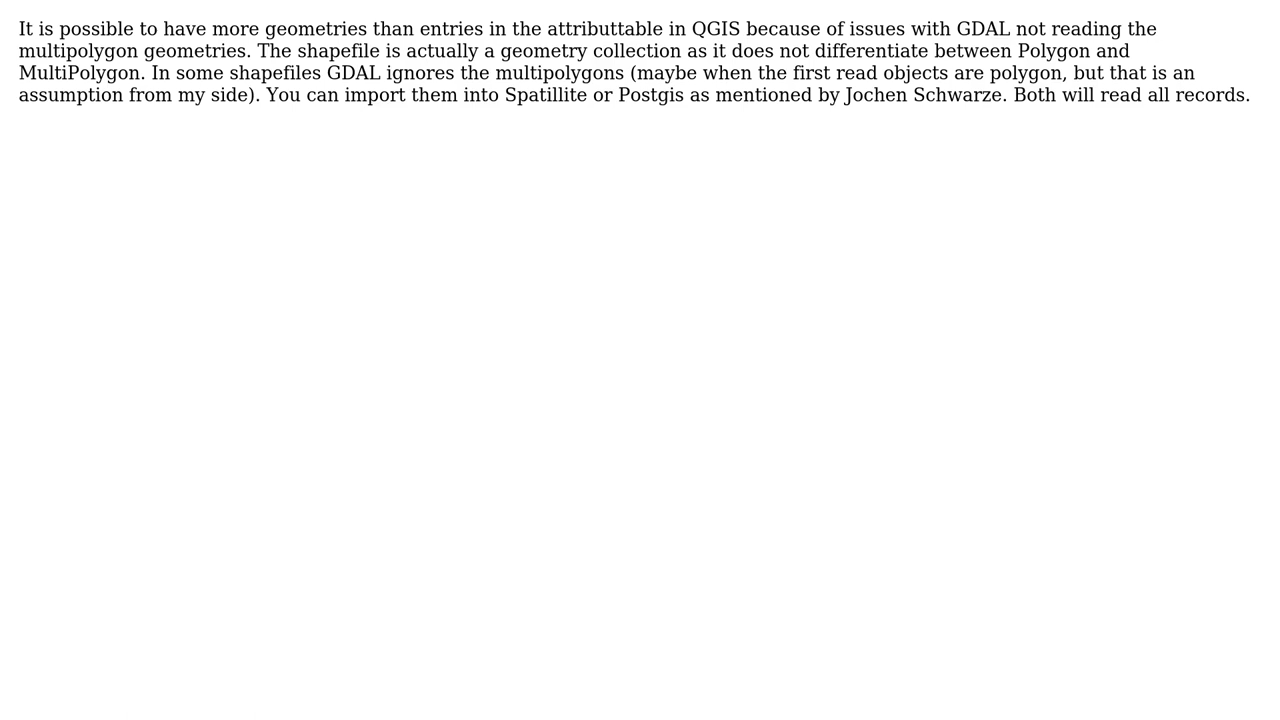 It is possible to have more geometries than entries in the attributtable in QGIS because of issues with GDAL not reading the
multipolygon geometries. The shapefile is actually a geometry collection as it does not differentiate between Polygon and
MultiPolygon. In some shapefiles GDAL ignores the multipolygons (maybe when the first read objects are polygon, but that is an
assumption from my side). You can import them into Spatillite or Postgis as mentioned by Jochen Schwarze. Both will read all records.